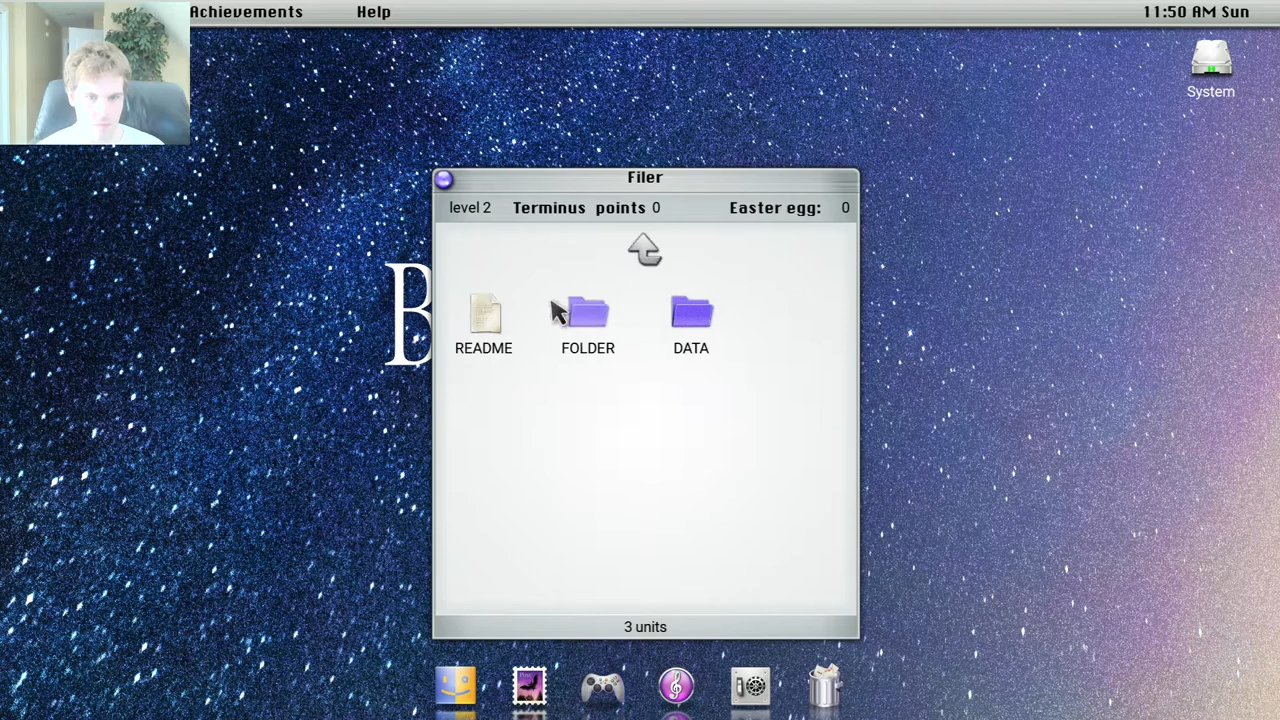 Achievements Help 11:50 AM Sun
System
Filer
level 2 Terminus points 0 Easter egg: 0
B
README FOLDER DATA
3 units